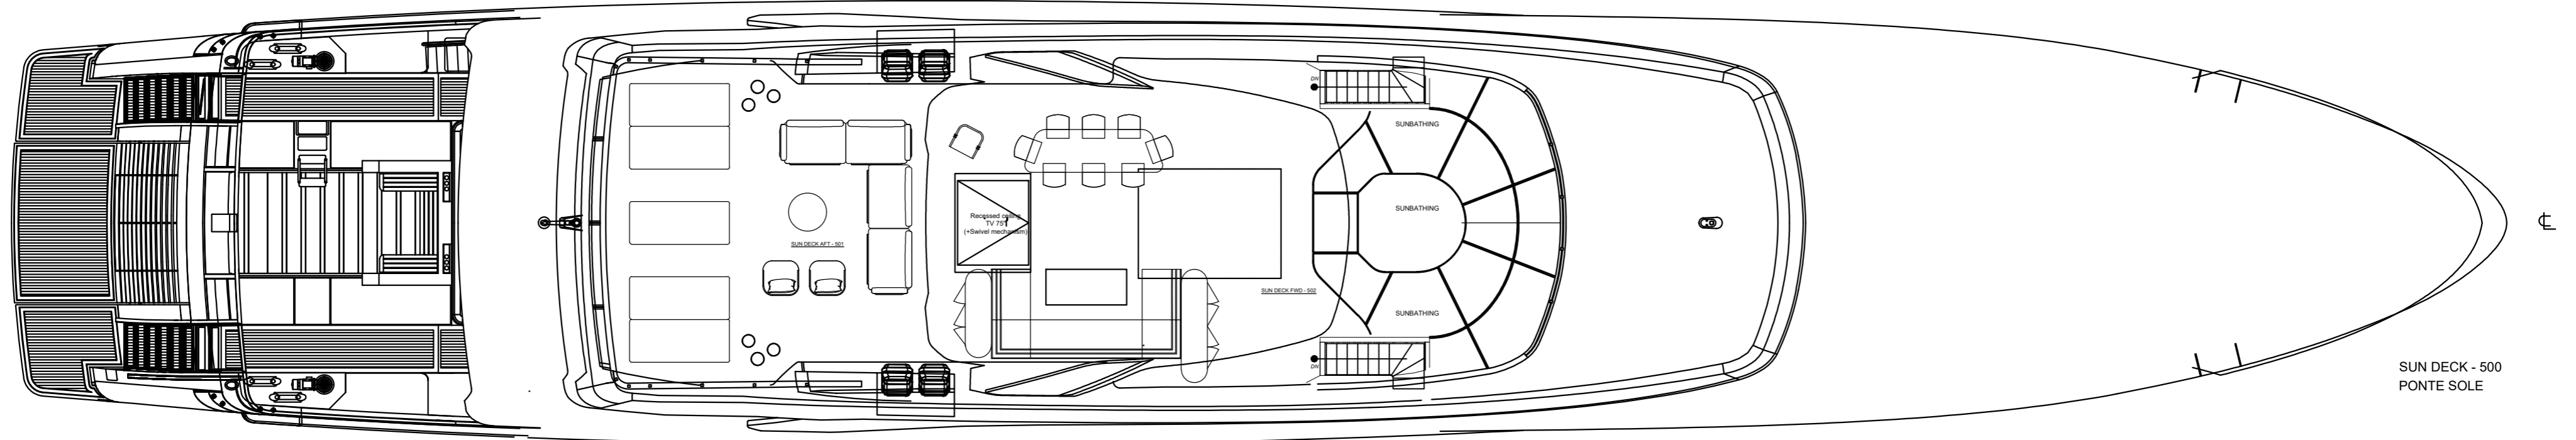 DN
SUNBATHING
Recessed ceiling
TV 75"
(+Swivel mechanism)
SUNBATHING
SUN DECK AFT - 501
SUN DECK FWD - 502
SUNBATHING
DN
SUN DECK - 500
PONTE SOLE